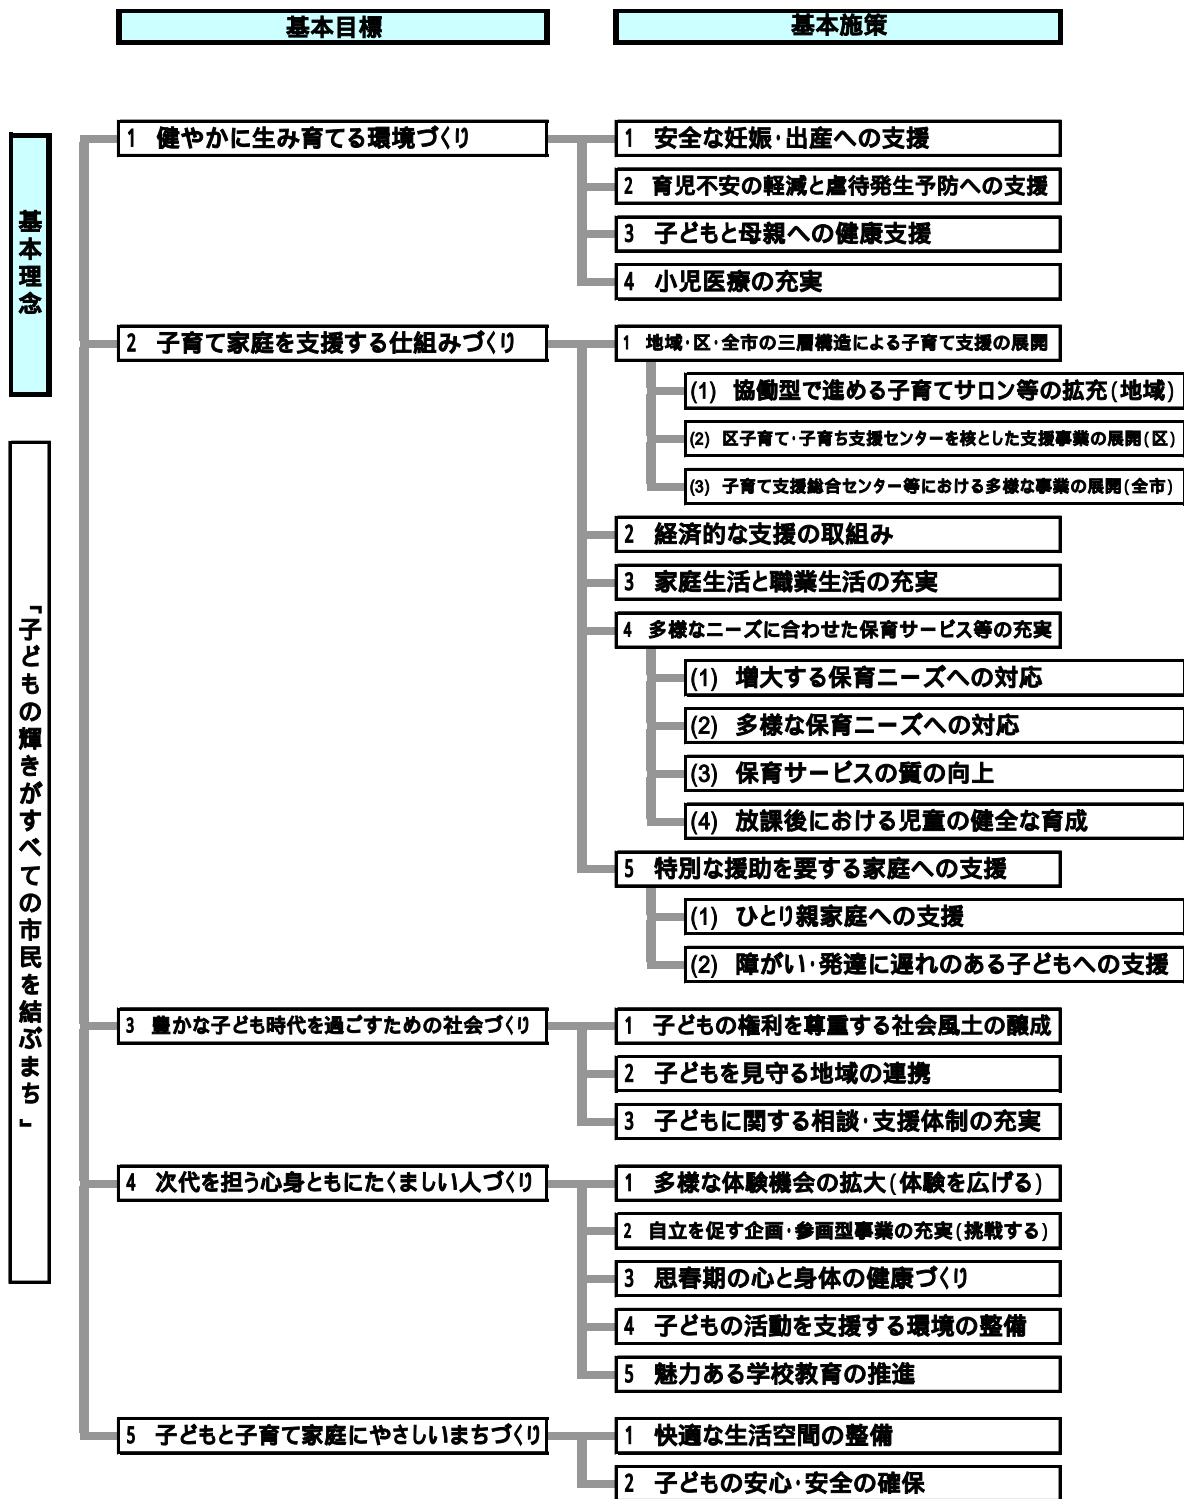 基本目標
基本施策
基本理念
「子どもの輝きがすべての市民を結ぶまち」
1 健やかに生み育てる環境づくり
1 安全な妊娠・出産への支援
2 育児不安の軽減と虐待発生予防への支援
3 子どもと母親への健康支援
4 小児医療の充実
2 子育て家庭を支援する仕組みづくり
1 地域・区・全市の三層構造による子育て支援の展開
(1) 協働型で進める子育てサロン等の拡充(地域)
(2) 区子育て・子育ち支援センターを核とした支援事業の展開(区)
(3) 子育て支援総合センター等における多様な事業の展開(全市)
2 経済的な支援の取組み
3 家庭生活と職業生活の充実
4 多様なニーズに合わせた保育サービス等の充実
(1) 増大する保育ニーズへの対応
(2) 多様な保育ニーズへの対応
(3) 保育サービスの質の向上
(4) 放課後における児童の健全な育成
5 特別な援助を要する家庭への支援
(1) ひとり親家庭への支援
(2) 障がい・発達に遅れのある子どもへの支援
3 豊かな子ども時代を過ごすための社会づくり
1 子どもの権利を尊重する社会風土の醸成
2 子どもを見守る地域の連携
3 子どもに関する相談・支援体制の充実
4 次代を担う心身ともにたくましい人づくり
1 多様な体験機会の拡大(体験を広げる)
2 自立を促す企画・参画型事業の充実(挑戦する)
3 思春期の心と身体の健康づくり
4 子どもの活動を支援する環境の整備
5 魅力ある学校教育の推進
5 子どもと子育て家庭にやさしいまちづくり
1 快適な生活空間の整備
2 子どもの安心・安全の確保